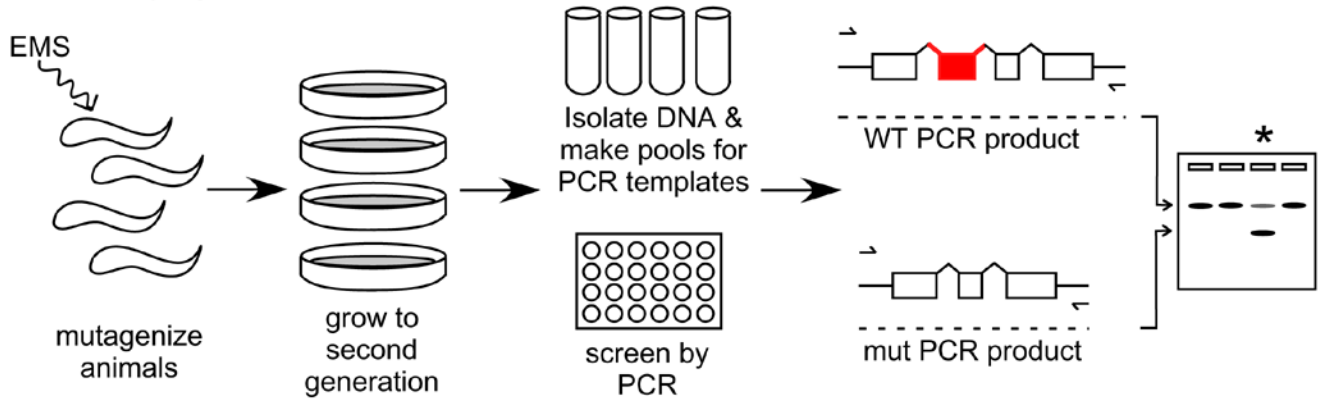 EMS
mutagenize
animals
grow to
second
generation
Isolate DNA &
make pools for
PCR templates
screen by
PCR
WT PCR product
mut PCR product
*